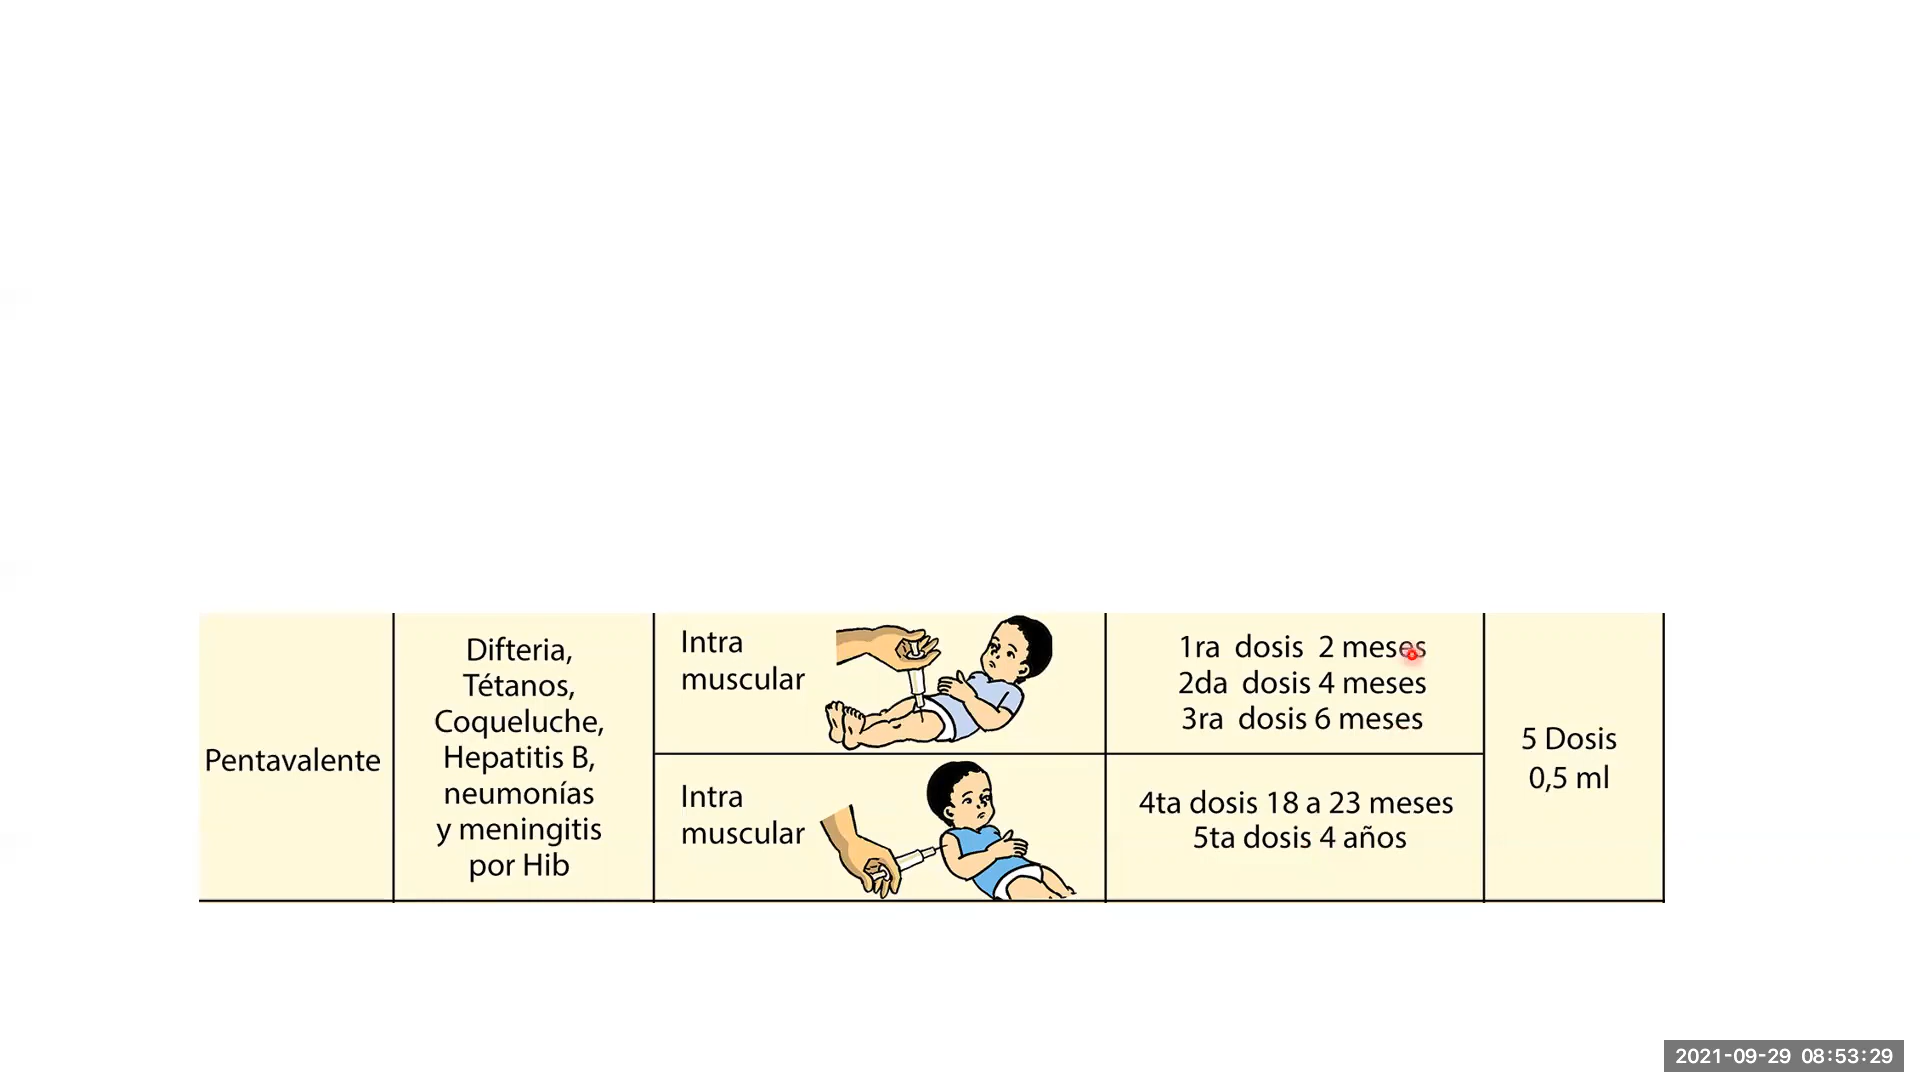 Pentavalente
Difteria,
Tétanos,
Coqueluche,
Hepatitis B,
neumonías
y meningitis
por Hib
Intra
muscular
1ra dosis 2 meses
2da dosis 4 meses
3ra dosis 6 meses
Intra
muscular
4ta dosis 18 a 23 meses
5ta dosis 4 años
5 Dosis
0,5 ml
2021-09-29 08:53:29